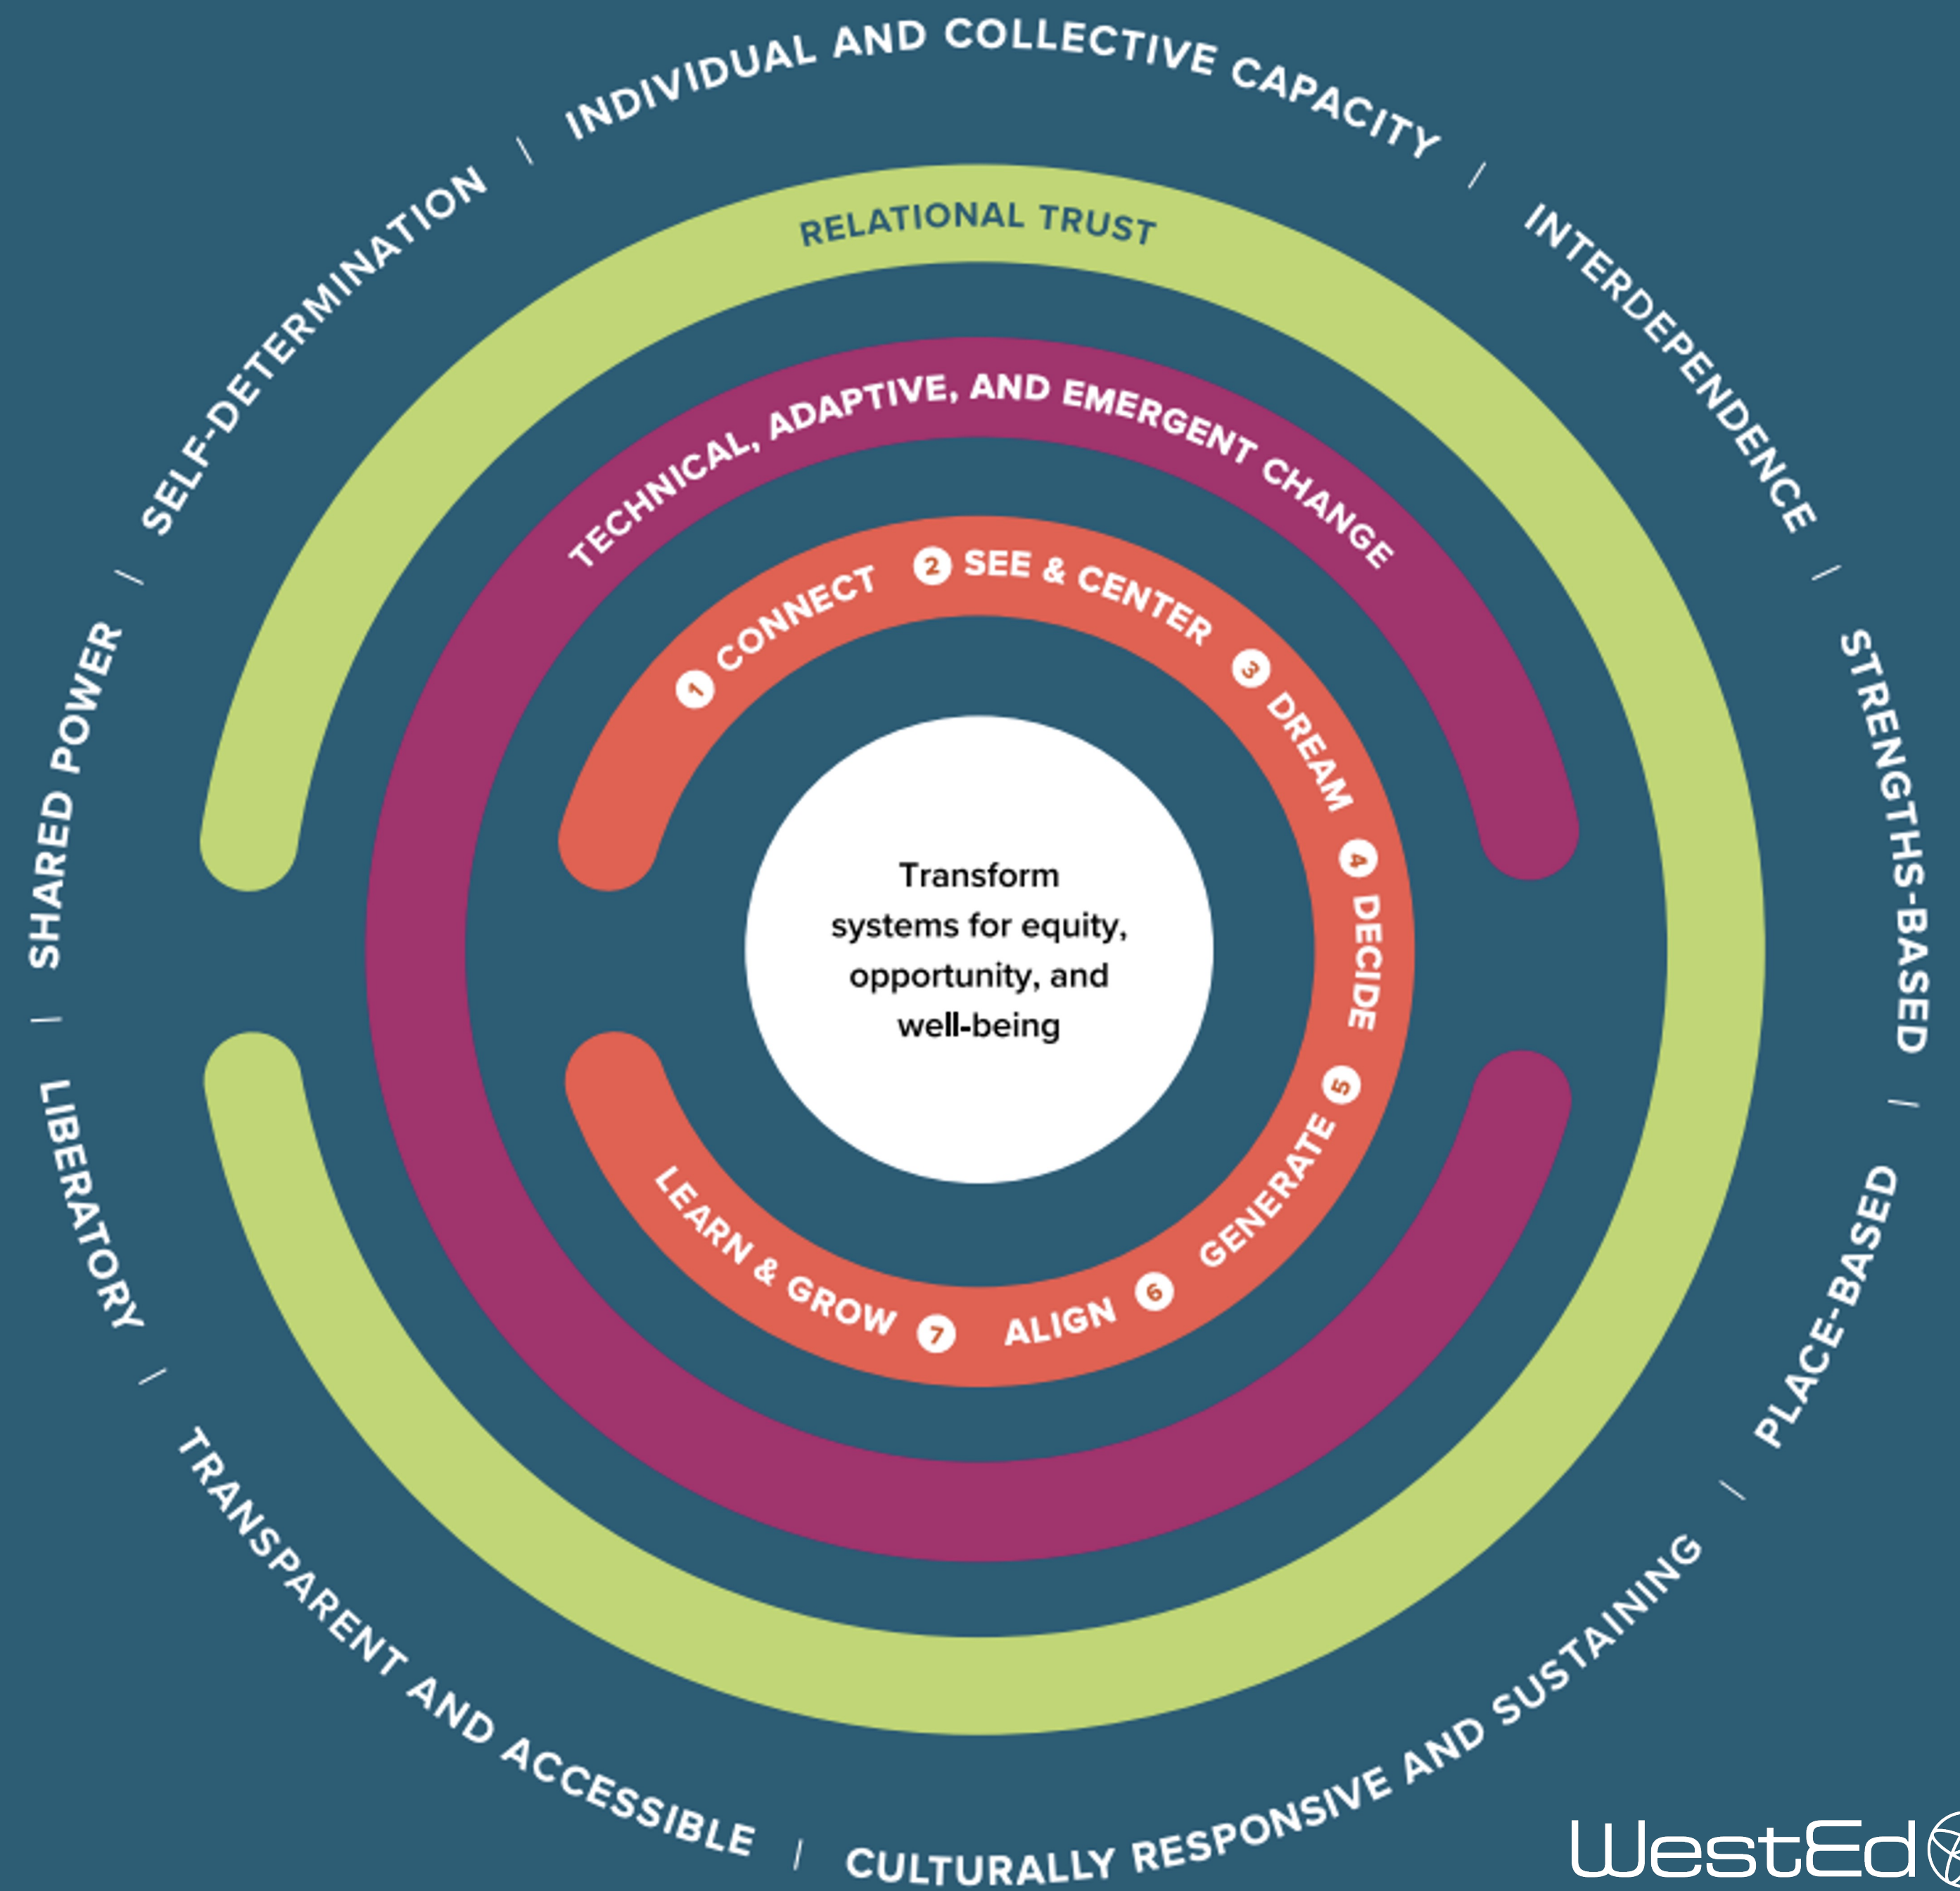 INDIVIDUAL AND COLLECTIVE CAPACITY
/
INTERDEPENDENCE
/
STRENGTHS-BASED
/
PLACE-BASED
/
CULTURALLY RESPONSIVE AND SUSTAINING
/
TRANSPARENT AND ACCESSIBLE
/
LIBERATORY
/
SHARED POWER
/
SELF-DETERMINATION
/
RELATIONAL TRUST
TECHNICAL, ADAPTIVE, AND EMERGENT CHANGE
1 CONNECT
2 SEE & CENTER
3 DREAM
4 DECIDE
5 GENERATE
6 ALIGN
7 LEARN & GROW
Transform
systems for equity,
opportunity, and
well-being
WestEd